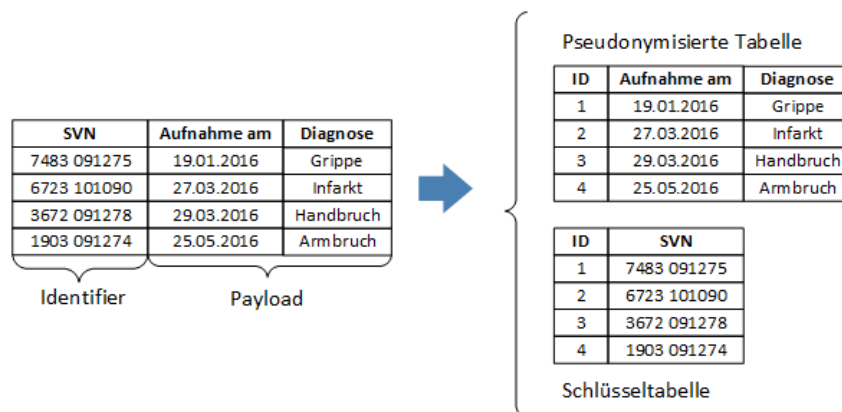 SVN Aufnahme am Diagnose
7483 091275 19.01.2016 Grippe
6723 101090 27.03.2016 Infarkt
3672 091278 29.03.2016 Handbruch
1903 091274 25.05.2016 Armbruch
Identifier Payload
Pseudonymisierte Tabelle
ID Aufnahme am Diagnose
1 19.01.2016 Grippe
2 27.03.2016 Infarkt
3 29.03.2016 Handbruch
4 25.05.2016 Armbruch
ID SVN
1 7483 091275
2 6723 101090
3 3672 091278
4 1903 091274
Schlüsseltabelle